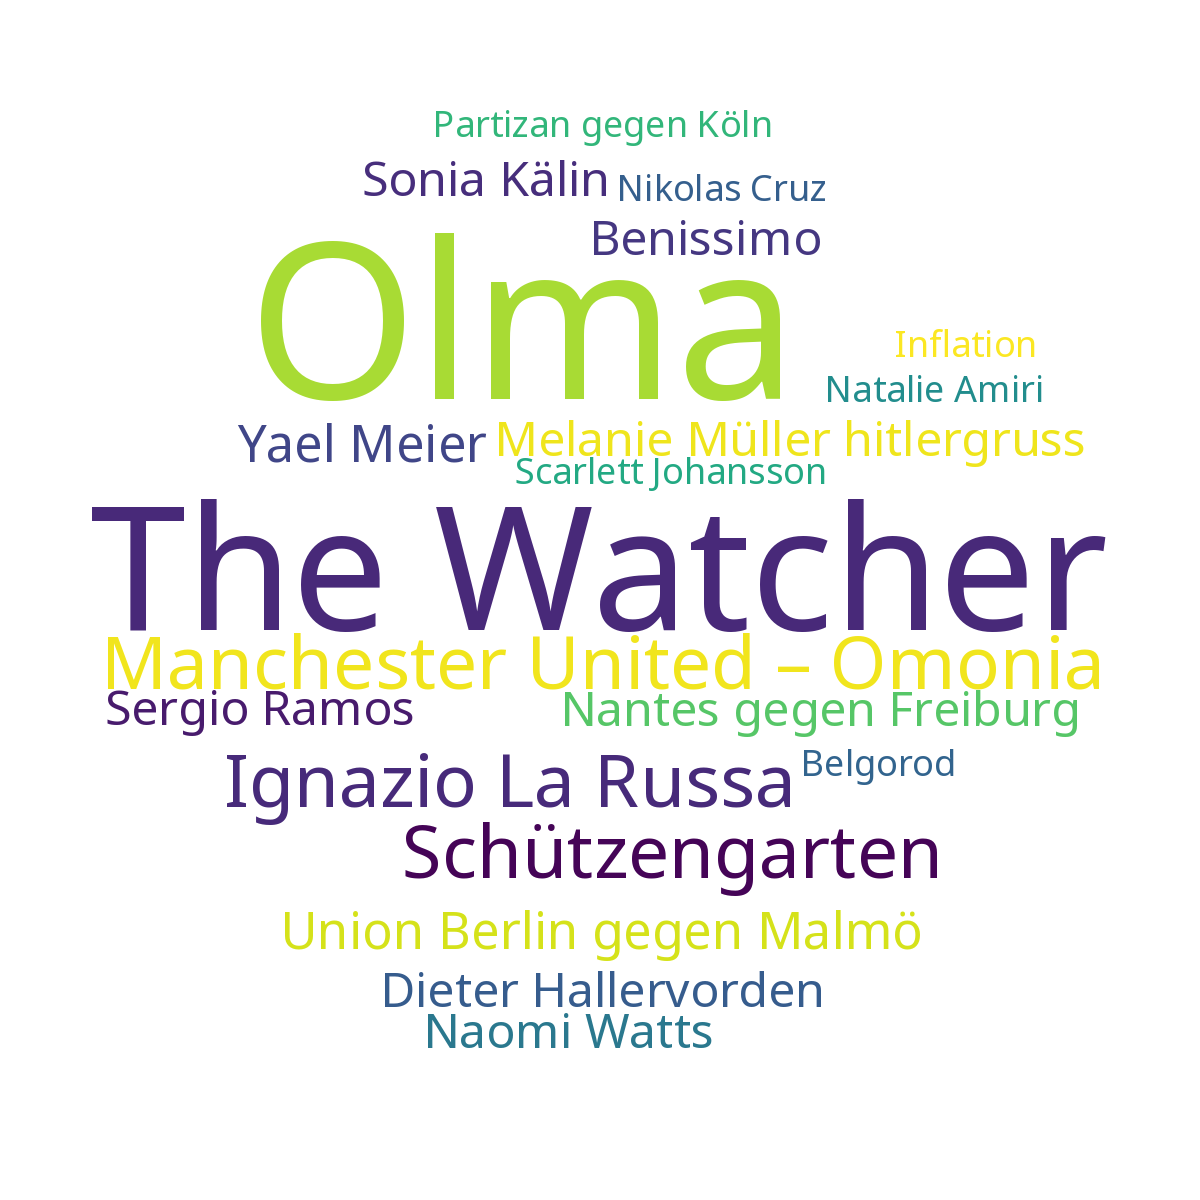 Partizan gegen Köln
Sonia Kälin
Nikolas Cruz
Benissimo
Olma
Inflation
Natalie Amiri
Yael Meier
Melanie Müller hitlergruss
Scarlett Johansson
The Watcher
Manchester United – Omonia
Sergio Ramos
Nantes gegen Freiburg
Ignazio La Russa
Belgorod
Schützengarten
Union Berlin gegen Malmö
Dieter Hallervorden
Naomi Watts